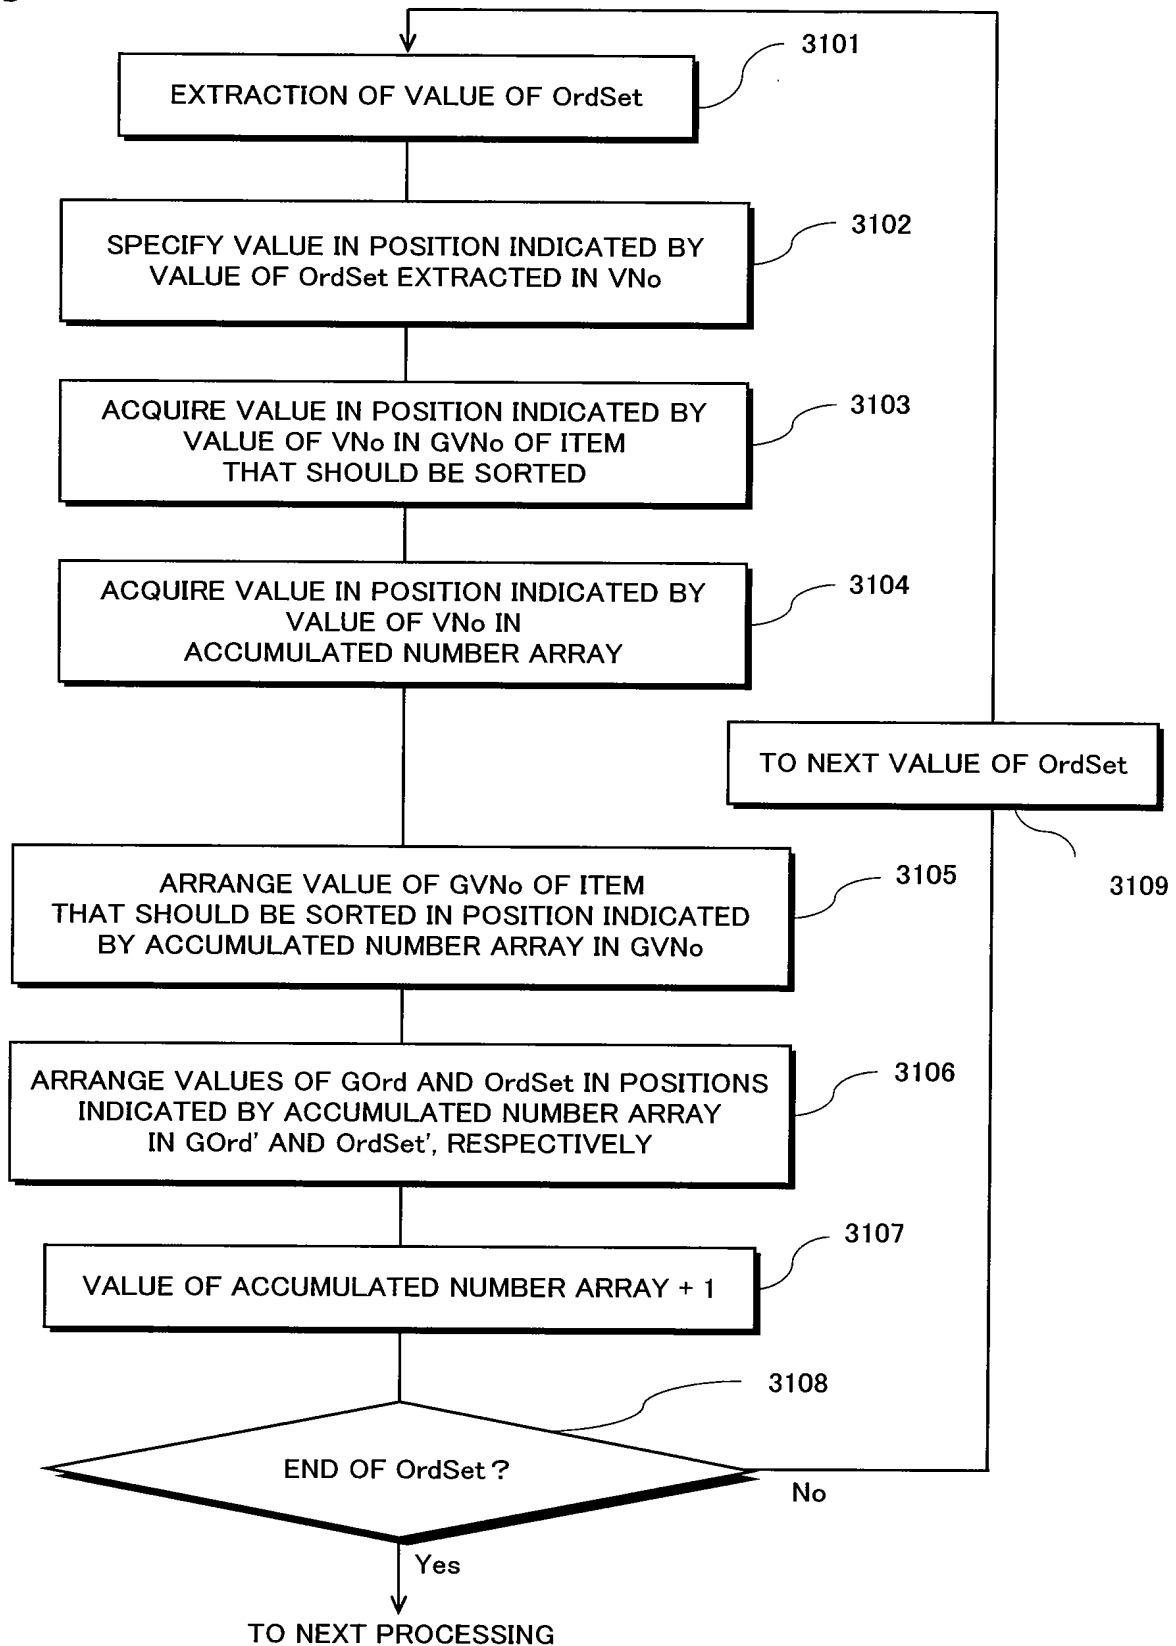 3101
EXTRACTION OF VALUE OF OrdSet
3102
SPECIFY VALUE IN POSITION INDICATED BY
VALUE OF OrdSet EXTRACTED IN VNo
3103
ACQUIRE VALUE IN POSITION INDICATED BY
VALUE OF VNo IN GVNo OF ITEM
THAT SHOULD BE SORTED
3104
ACQUIRE VALUE IN POSITION INDICATED BY
VALUE OF VNo IN
ACCUMULATED NUMBER ARRAY
TO NEXT VALUE OF OrdSet
3109
3105
ARRANGE VALUE OF GVNo OF ITEM
THAT SHOULD BE SORTED IN POSITION INDICATED
BY ACCUMULATED NUMBER ARRAY IN GVNo
3106
ARRANGE VALUES OF GOrd AND OrdSet IN POSITIONS
INDICATED BY ACCUMULATED NUMBER ARRAY
IN GOrd' AND OrdSet', RESPECTIVELY
3107
VALUE OF ACCUMULATED NUMBER ARRAY + 1
3108
END OF OrdSet?
No
Yes
TO NEXT PROCESSING